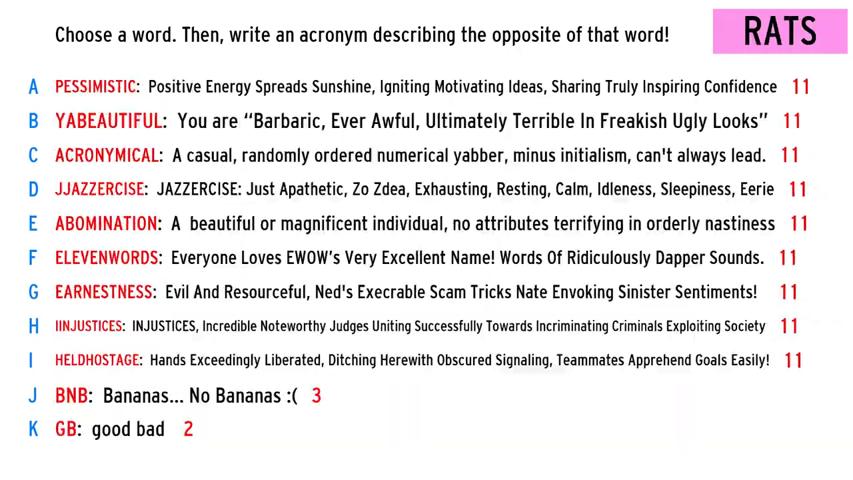 Choose a word. Then, write an acronym describing the opposite of that word!
RATS
A PESSIMISTIC: Positive Energy Spreads Sunshine, Igniting Motivating Ideas, Sharing Truly Inspiring Confidence 11
B YABEAUTIFUL: You are “Barbaric, Ever Awful, Ultimately Terrible In Freakish Ugly Looks” 11
C ACRONYMICAL: A casual, randomly ordered numerical yabber, minus initialism, can't always lead. 11
D JJAZZERCISE: JAZZERCISE: Just Apathetic, Zo Zdea, Exhausting, Resting, Calm, Idleness, Sleepiness, Eerie 11
E ABOMINATION: A beautiful or magnificent individual, no attributes terrifying in orderly nastiness 11
F ELEVENWORDS: Everyone Loves EWOW's Very Excellent Name! Words Of Ridiculously Dapper Sounds. 11
G EARNESTNESS: Evil And Resourceful, Ned's Execrable Scam Tricks Nate Envoking Sinister Sentiments! 11
H IINJUSTICES: INJUSTICES, Incredible Noteworthy Judges Uniting Successfully Towards Incriminating Criminals Exploiting Society 11
I HELDHOSTAGE: Hands Exceedingly Liberated, Ditching Herewith Obscured Signaling, Teammates Apprehend Goals Easily! 11
J BNB: Bananas... No Bananas :( 3
K GB: good bad 2